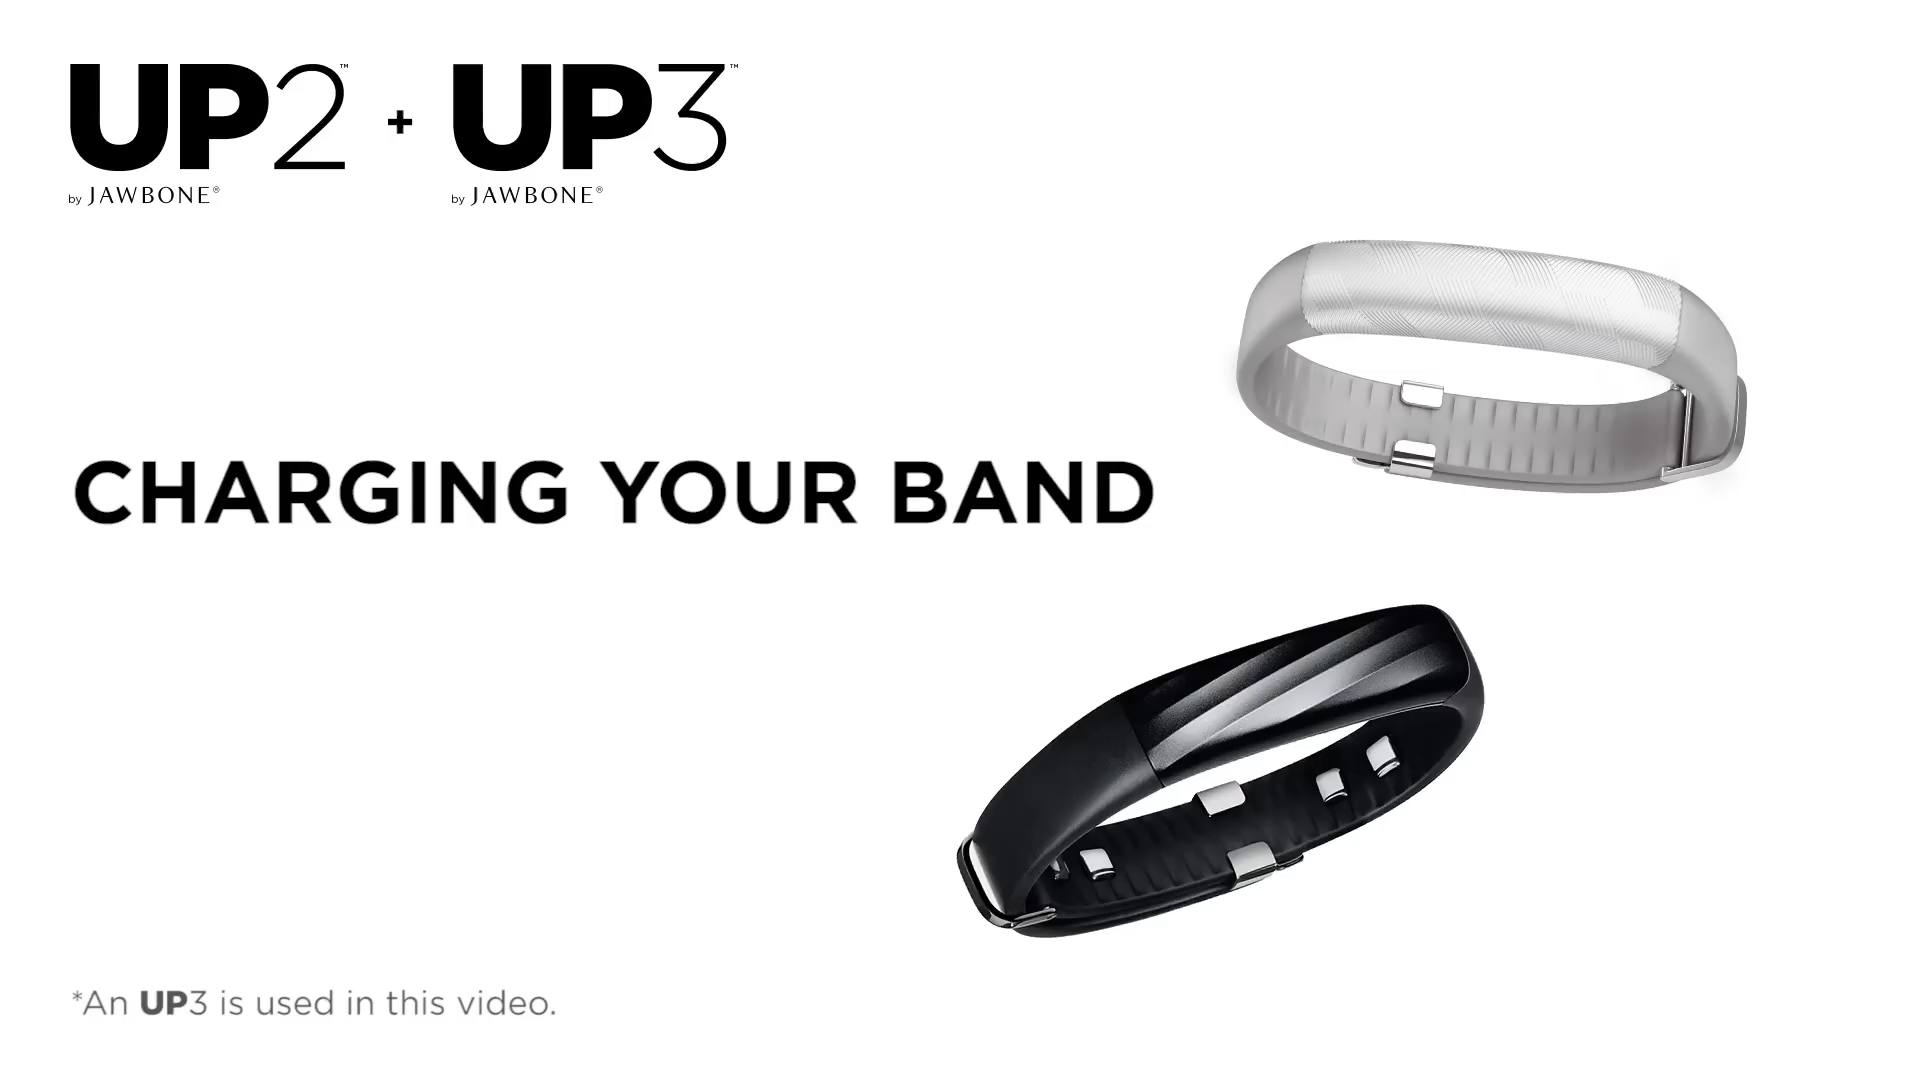 UP2™ + UP3™
by JAWBONE® by JAWBONE®
CHARGING YOUR BAND
*An UP3 is used in this video.